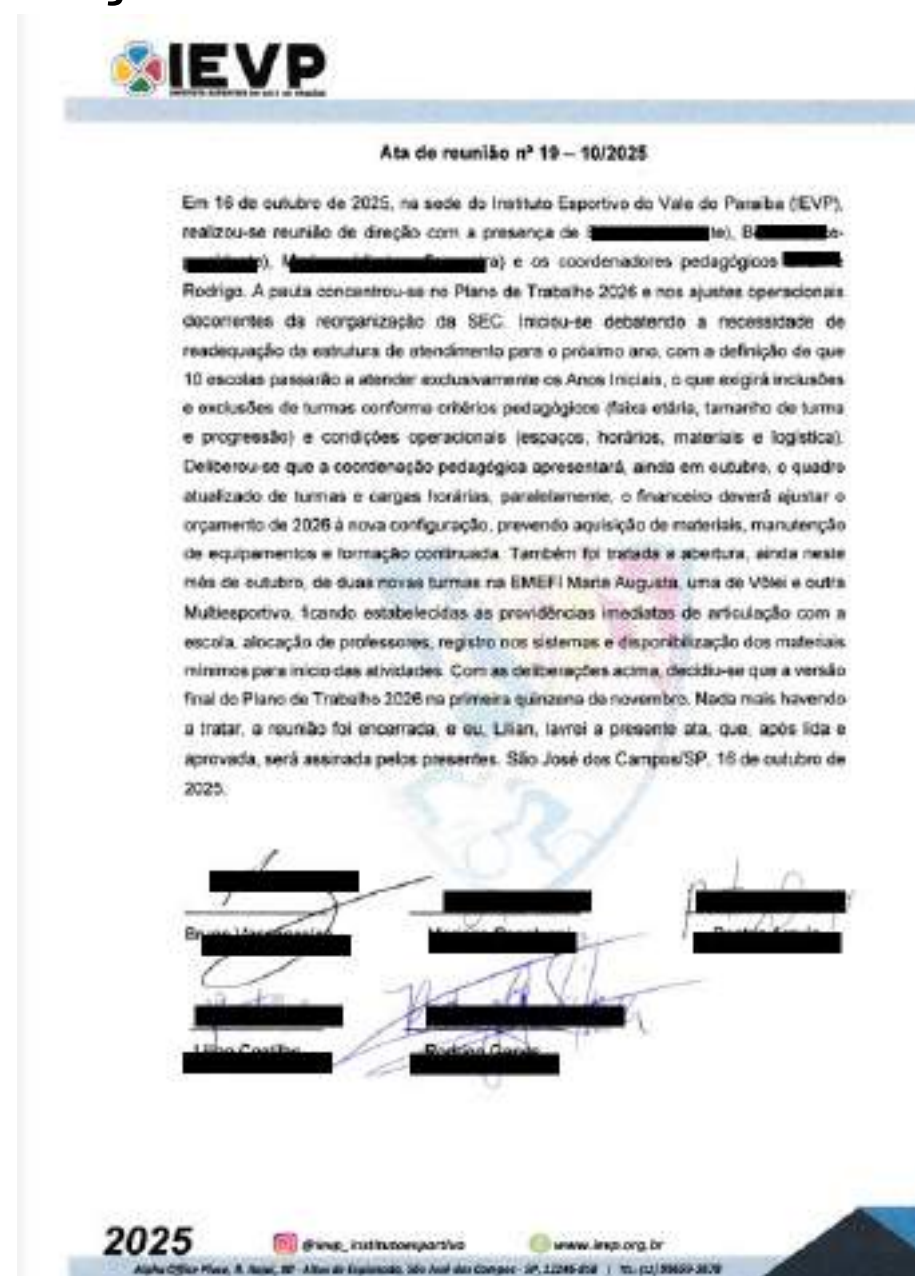 IEVP
Ata de reunião nº 19 – 10/2025
Em 16 de outubro de 2025, na sede do Instituto Esportivo do Vale do Paraíba (IEVP),
realizou-se reunião de direção com a presença de
e os coordenadores pedagógicos
Rodrigo. A pauta concentrou-se no Plano de Trabalho 2026 e nos ajustes operacionais
decorrentes da reorganização da SEC. Iniciou-se debatendo a necessidade de
readequação da estrutura de atendimento para o próximo ano, com a definição de que
10 escolas passarão a atender exclusivamente os Anos Iniciais, o que exigirá inclusões
e exclusões de turmas conforme critérios pedagógicos (faixa etária, tamanho de turma
e progressão) e condições operacionais (espaços, horários, materiais e logística).
Deliberou-se que a coordenação pedagógica apresentará, ainda em outubro, o quadro
atualizado de turmas e cargas horárias, paralelamente, o financeiro deverá ajustar o
orçamento de 2026 à nova configuração, prevendo aquisição de materiais, manutenção
de equipamentos e formação continuada. Também foi tratada a abertura, ainda neste
mês de outubro, de duas novas turmas na EMEFI Maria Augusta, uma de Vôlei e outra
Multiesportivo, ficando estabelecidas as providências imediatas de articulação com a
escola, alocação de professores, registro nos sistemas e disponibilização dos materiais
mínimos para início das atividades. Com as deliberações acima, decidiu-se que a versão
final do Plano de Trabalho 2026 na primeira quinzena de novembro. Nada mais havendo
a tratar, a reunião foi encerrada, e eu, Lilian, lavrei a presente ata, que, após lida e
aprovada, será assinada pelos presentes. São José dos Campos/SP, 16 de outubro de
2025.
2025
@ievp_institutoesportivo
www.ievp.org.br